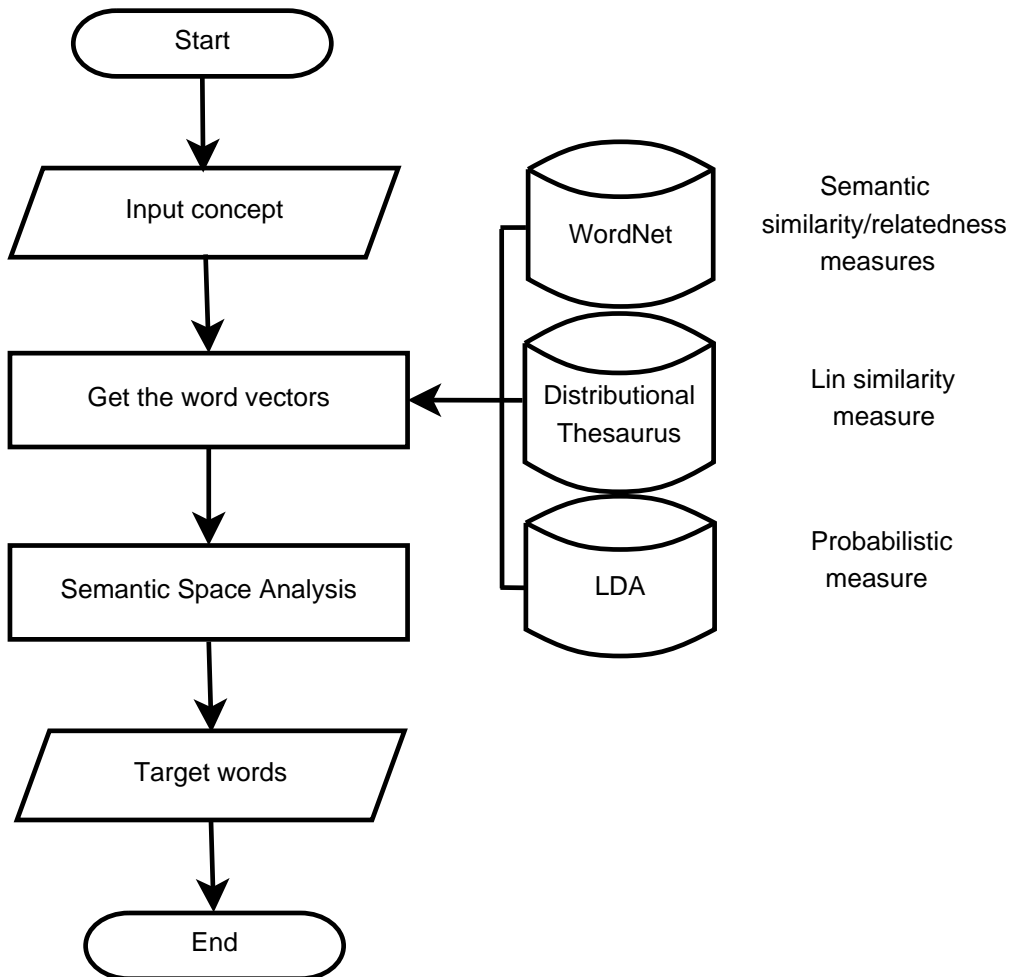 Start
Input concept
Get the word vectors
Semantic Space Analysis
Target words
End
WordNet
Semantic
similarity/relatedness
measures
Distributional
Thesaurus
Lin similarity
measure
LDA
Probabilistic
measure